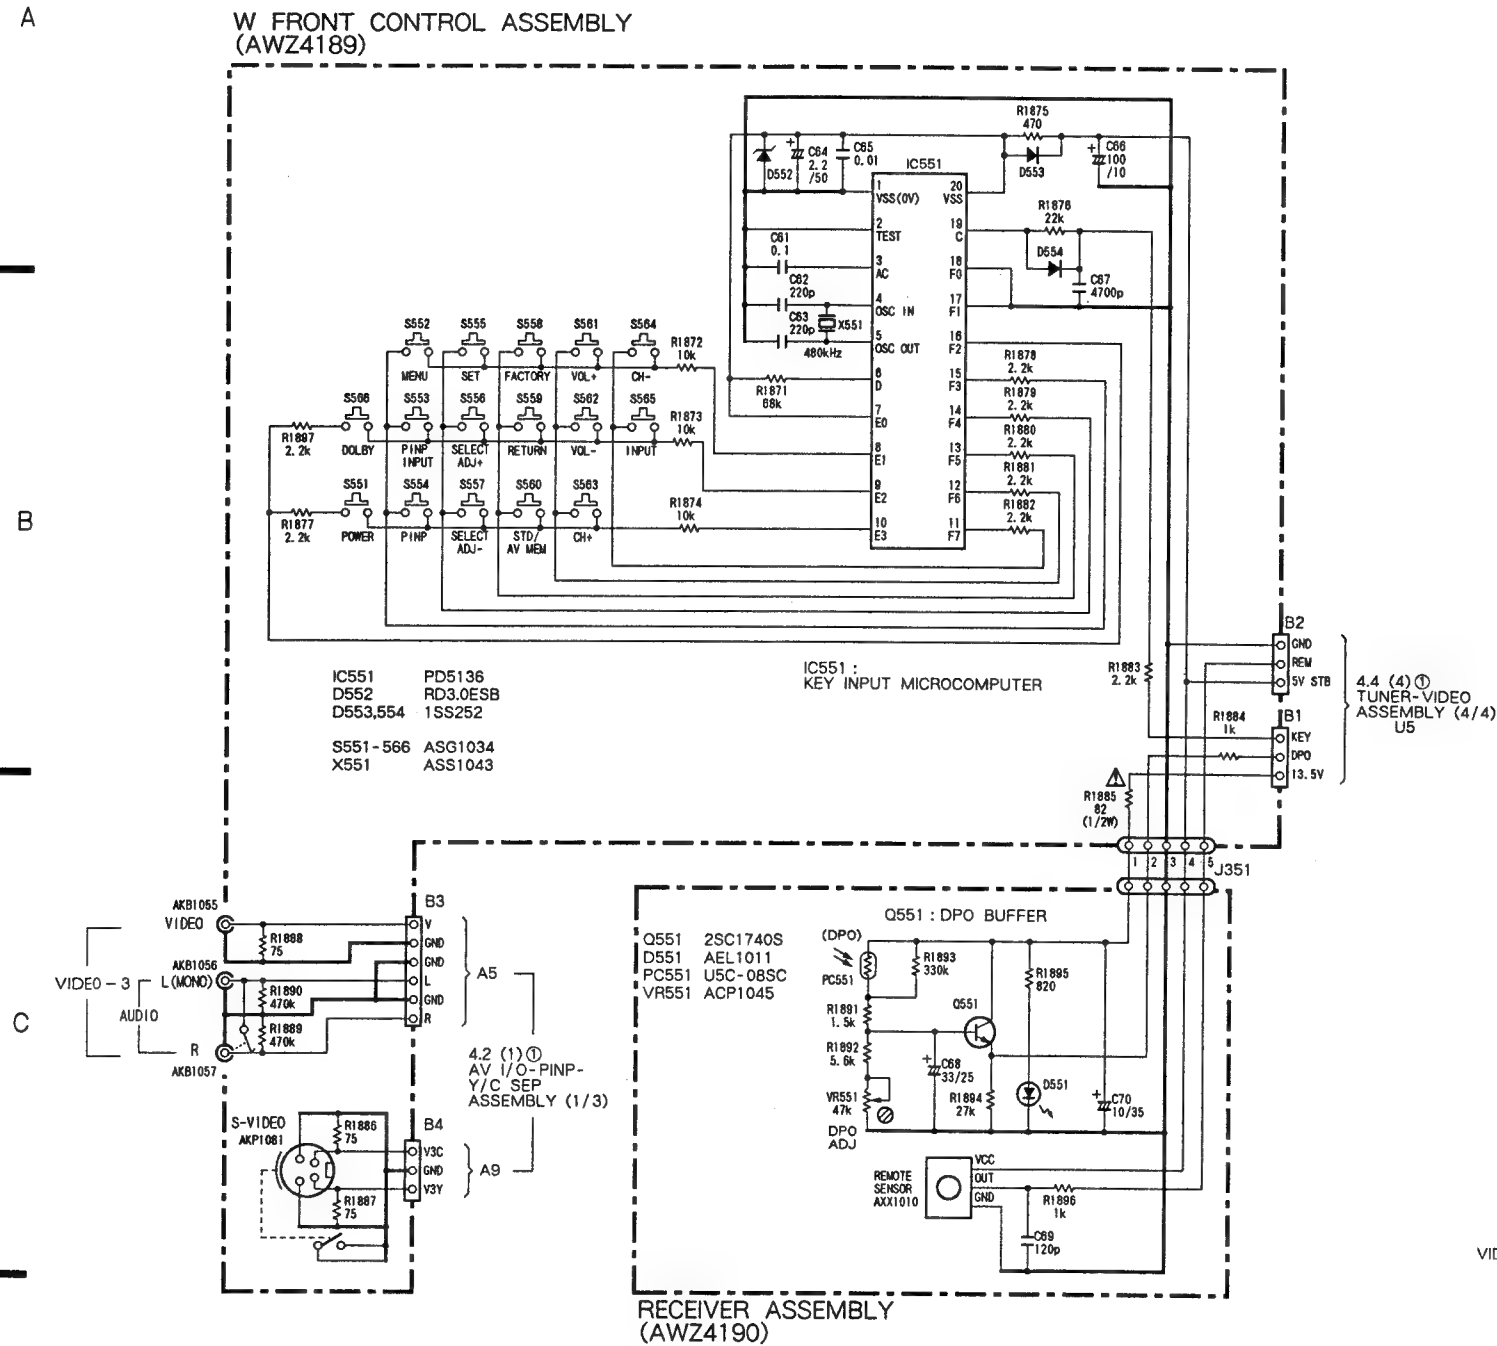 A
W FRONT CONTROL ASSEMBLY
(AWZ4189)
R1875
470
C64
2.2
/50
C65
0.01
D552
IC551
D553
C66
100
/10
1
VSS(0V)
20
VSS
2
TEST
19
C
R1876
22k
D554
C61
0.1
3
AC
18
F0
C67
4700p
C62
220p
4
OSC IN
17
F1
C63
220p
X551
480kHz
5
OSC OUT
16
F2
S552
S555
S558
S561
S564
R1872
10k
MENU
SET
FACTORY
VOL+
CH-
R1871
68k
6
D
15
F3
R1878
2.2k
7
E0
14
F4
R1879
2.2k
S566
S553
S556
S559
S562
S565
R1873
10k
R1897
2.2k
DOLBY
PINP
INPUT
SELECT
ADJ+
RETURN
VOL-
INPUT
8
E1
13
F5
R1880
2.2k
9
E2
12
F6
R1881
2.2k
B
S551
S554
S557
S560
S563
R1874
10k
R1877
2.2k
POWER
PINP
SELECT
ADJ-
STD/
AV MEM
CH+
10
E3
11
F7
R1882
2.2k
IC551 PD5136
D552 RD3.0ESB
D553,554 1SS252
S551-566 ASG1034
X551 ASS1043
IC551 :
KEY INPUT MICROCOMPUTER
R1883
2.2k
B2
GND
REM
5V STB
R1884
1k
B1
KEY
DPO
13.5V
4.4 (4)①
TUNER-VIDEO
ASSEMBLY (4/4)
U5
R1885
82
(1/2W)
1 2 3 4 5
J351
AKB1055
VIDEO
R1888
75
B3
V
GND
GND
L
GND
R
A5
AKB1056
VIDEO-3
L(MONO)
AUDIO
R1890
470k
R1889
470k
R
AKB1057
4.2 (1)①
AV I/O-PINP-
Y/C SEP
ASSEMBLY (1/3)
C
S-VIDEO
AKP1081
R1886
75
R1887
75
B4
V3C
GND
V3Y
A9
Q551 : DPO BUFFER
Q551 2SC1740S
D551 AEL1011
PC551 U5C-08SC
VR551 ACP1045
(DPO)
PC551
R1893
330k
R1895
820
R1891
1.5k
Q551
R1892
5.6k
C68
33/25
VR551
47k
R1894
27k
D551
C70
10/35
DPO
ADJ
REMOTE
SENSOR
AXX1010
VCC
OUT
GND
R1896
1k
C69
120p
VI
RECEIVER ASSEMBLY
(AWZ4190)